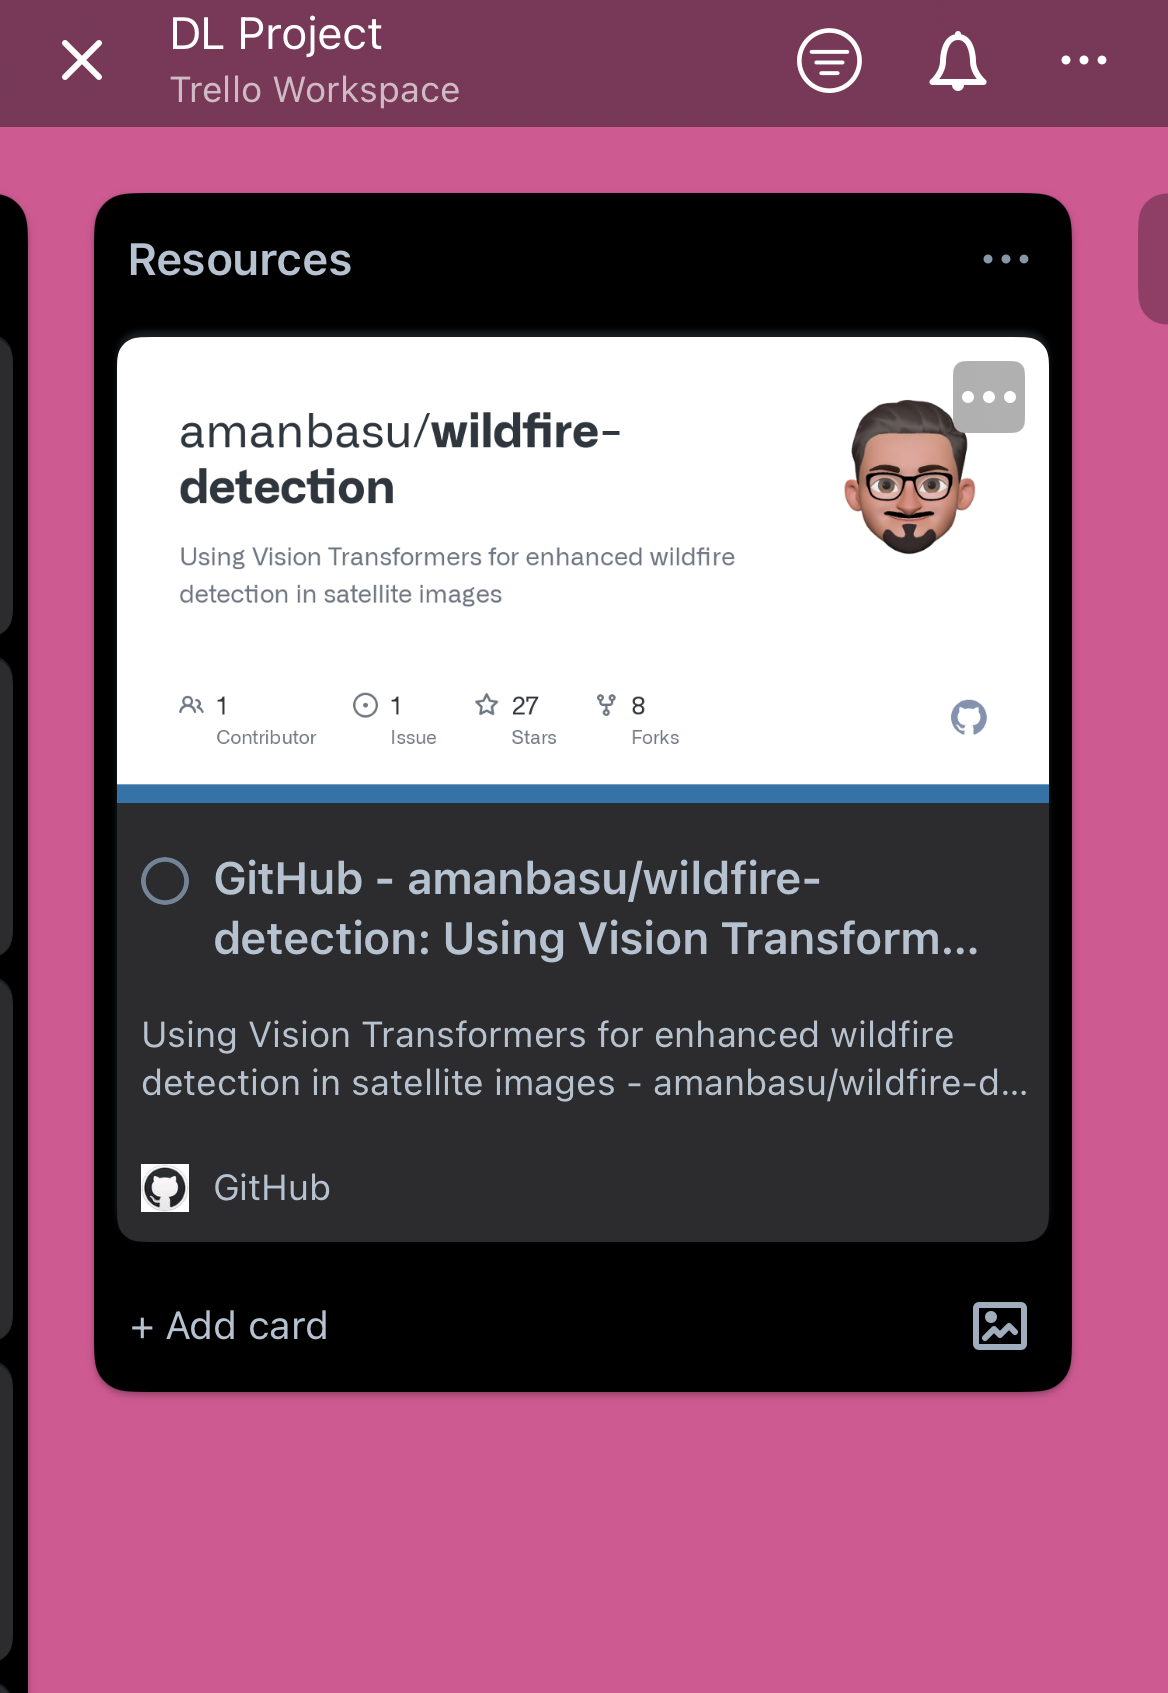 DL Project
Trello Workspace
Resources
amanbasu/wildfire-
detection
Using Vision Transformers for enhanced wildfire
detection in satellite images
1 1 27 8
Contributor Issue Stars Forks
GitHub - amanbasu/wildfire-
detection: Using Vision Transform...
Using Vision Transformers for enhanced wildfire
detection in satellite images - amanbasu/wildfire-d...
GitHub
+ Add card